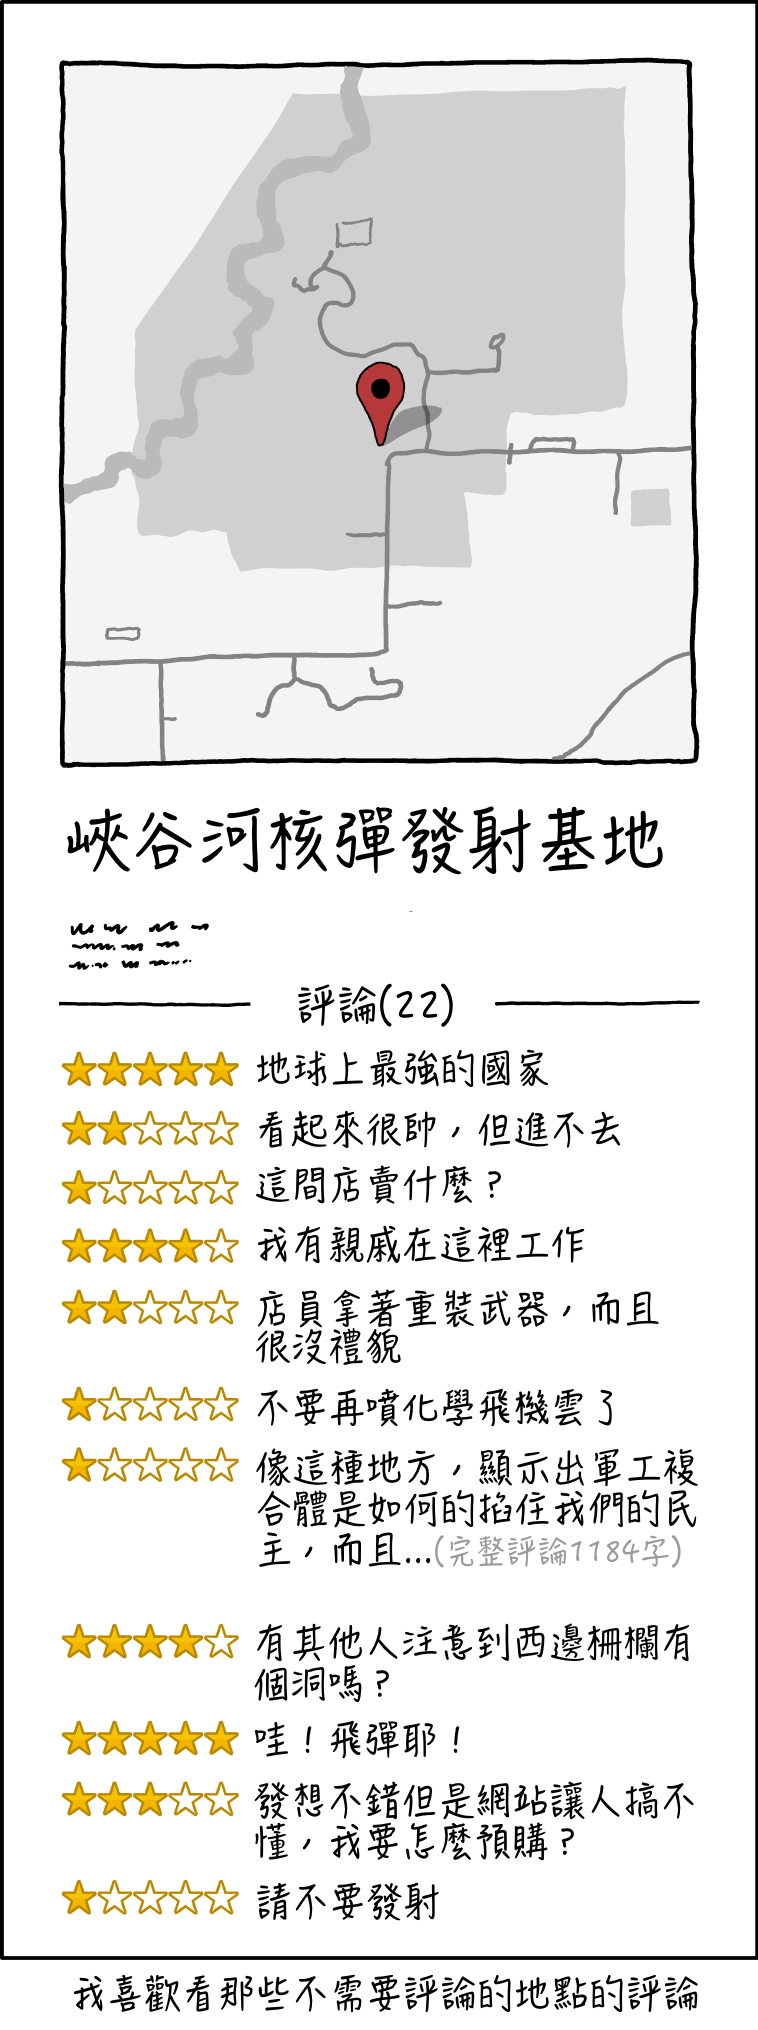 峽谷河核彈發射基地
評論(22)
地球上最強的國家
看起來很帥，但進不去
這間店賣什麼？
我有親戚在這裡工作
店員拿著重裝武器，而且
很沒禮貌
不要再噴化學飛機雲了
像這種地方，顯示出軍工複
合體是如何的掐住我們的民
主，而且...(完整評論1184字)
有其他人注意到西邊柵欄有
個洞嗎？
哇！飛彈耶！
發想不錯但是網站讓人搞不
懂，我要怎麼預購？
請不要發射
我喜歡看那些不需要評論的地點的評論